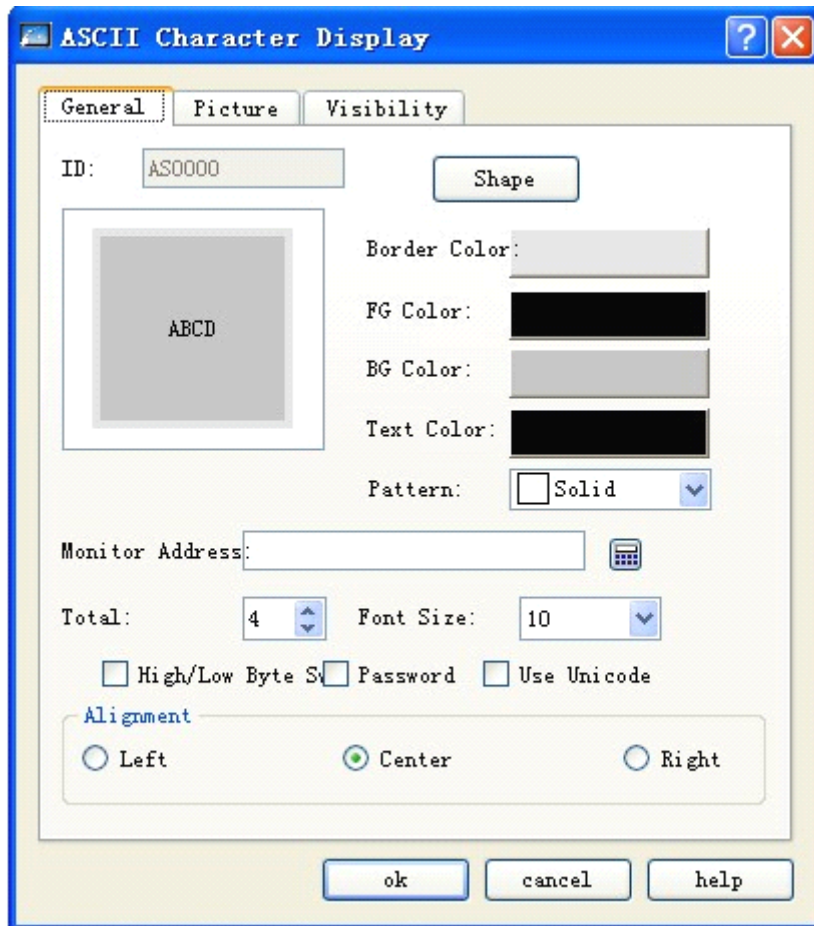 ASCII Character Display
General Picture Visibility
ID: AS0000 Shape
Border Color:
ABCD
FG Color:
BG Color:
Text Color:
Pattern: Solid
Monitor Address:
Total: 4 Font Size: 10
High/Low Byte Password Use Unicode
Alignment
Left Center Right
ok cancel help